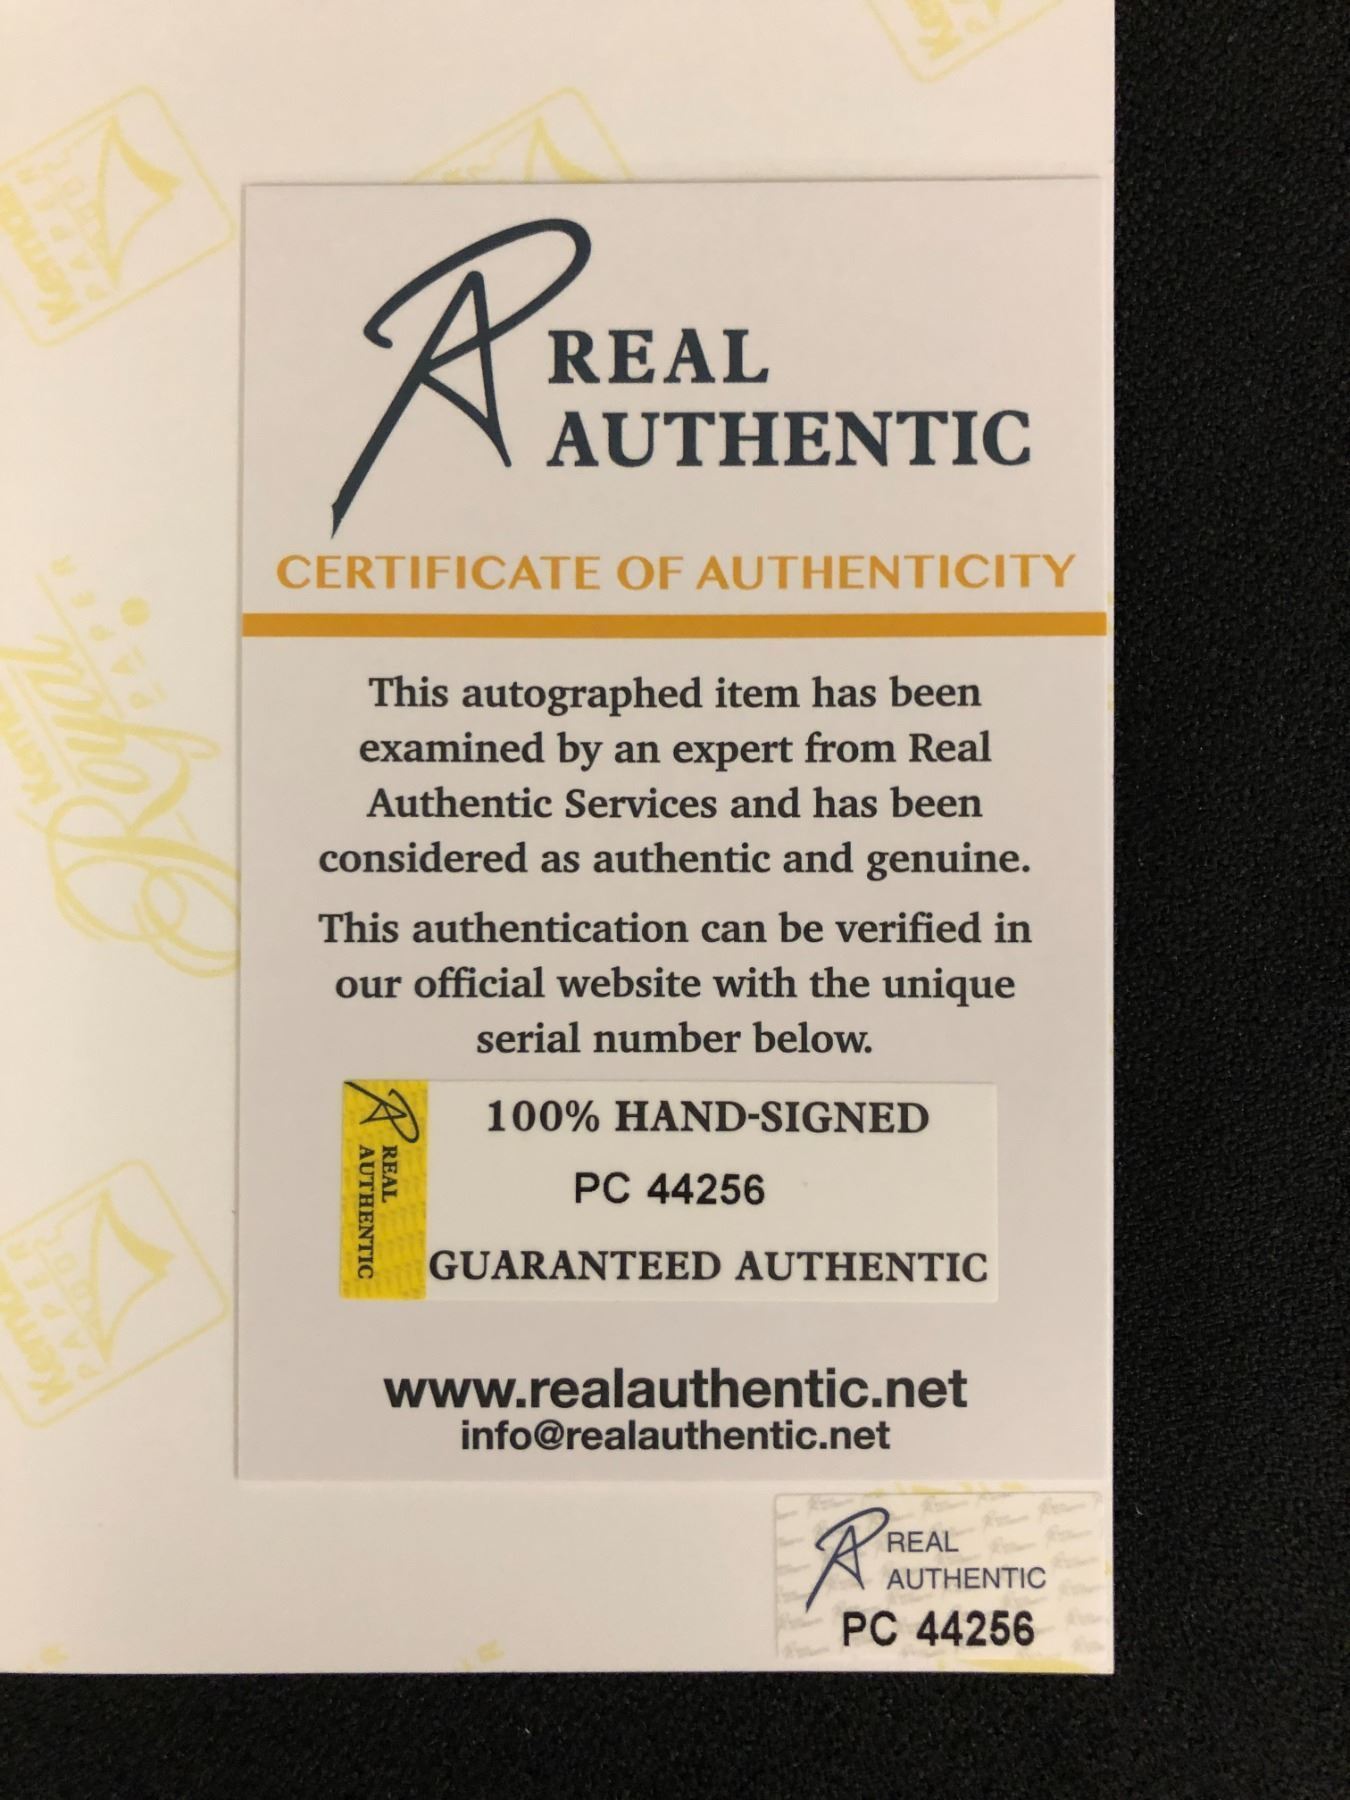 REAL
AUTHENTIC
CERTIFICATE OF AUTHENTICITY
This autographed item has been
examined by an expert from Real
Authentic Services and has been
considered as authentic and genuine.
This authentication can be verified in
our official website with the unique
serial number below.
REAL
AUTHENTIC
100% HAND-SIGNED
PC 44256
GUARANTEED AUTHENTIC
www.realauthentic.net
info@realauthentic.net
REAL
AUTHENTIC
PC 44256
Royal
PAPER